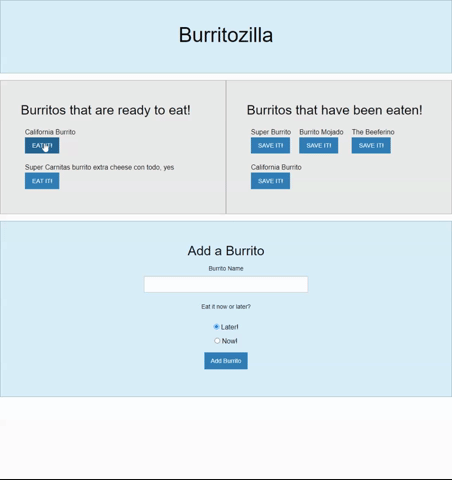 Burritozilla
Burritos that are ready to eat!
California Burrito
EAT IT!
Super Carnitas burrito extra cheese con todo, yes
EAT IT!
Burritos that have been eaten!
Super Burrito Burrito Mojado The Beeferino
SAVE IT! SAVE IT! SAVE IT!
California Burrito
SAVE IT!
Add a Burrito
Burrito Name
Eat it now or later?
Later!
Now!
Add Burrito